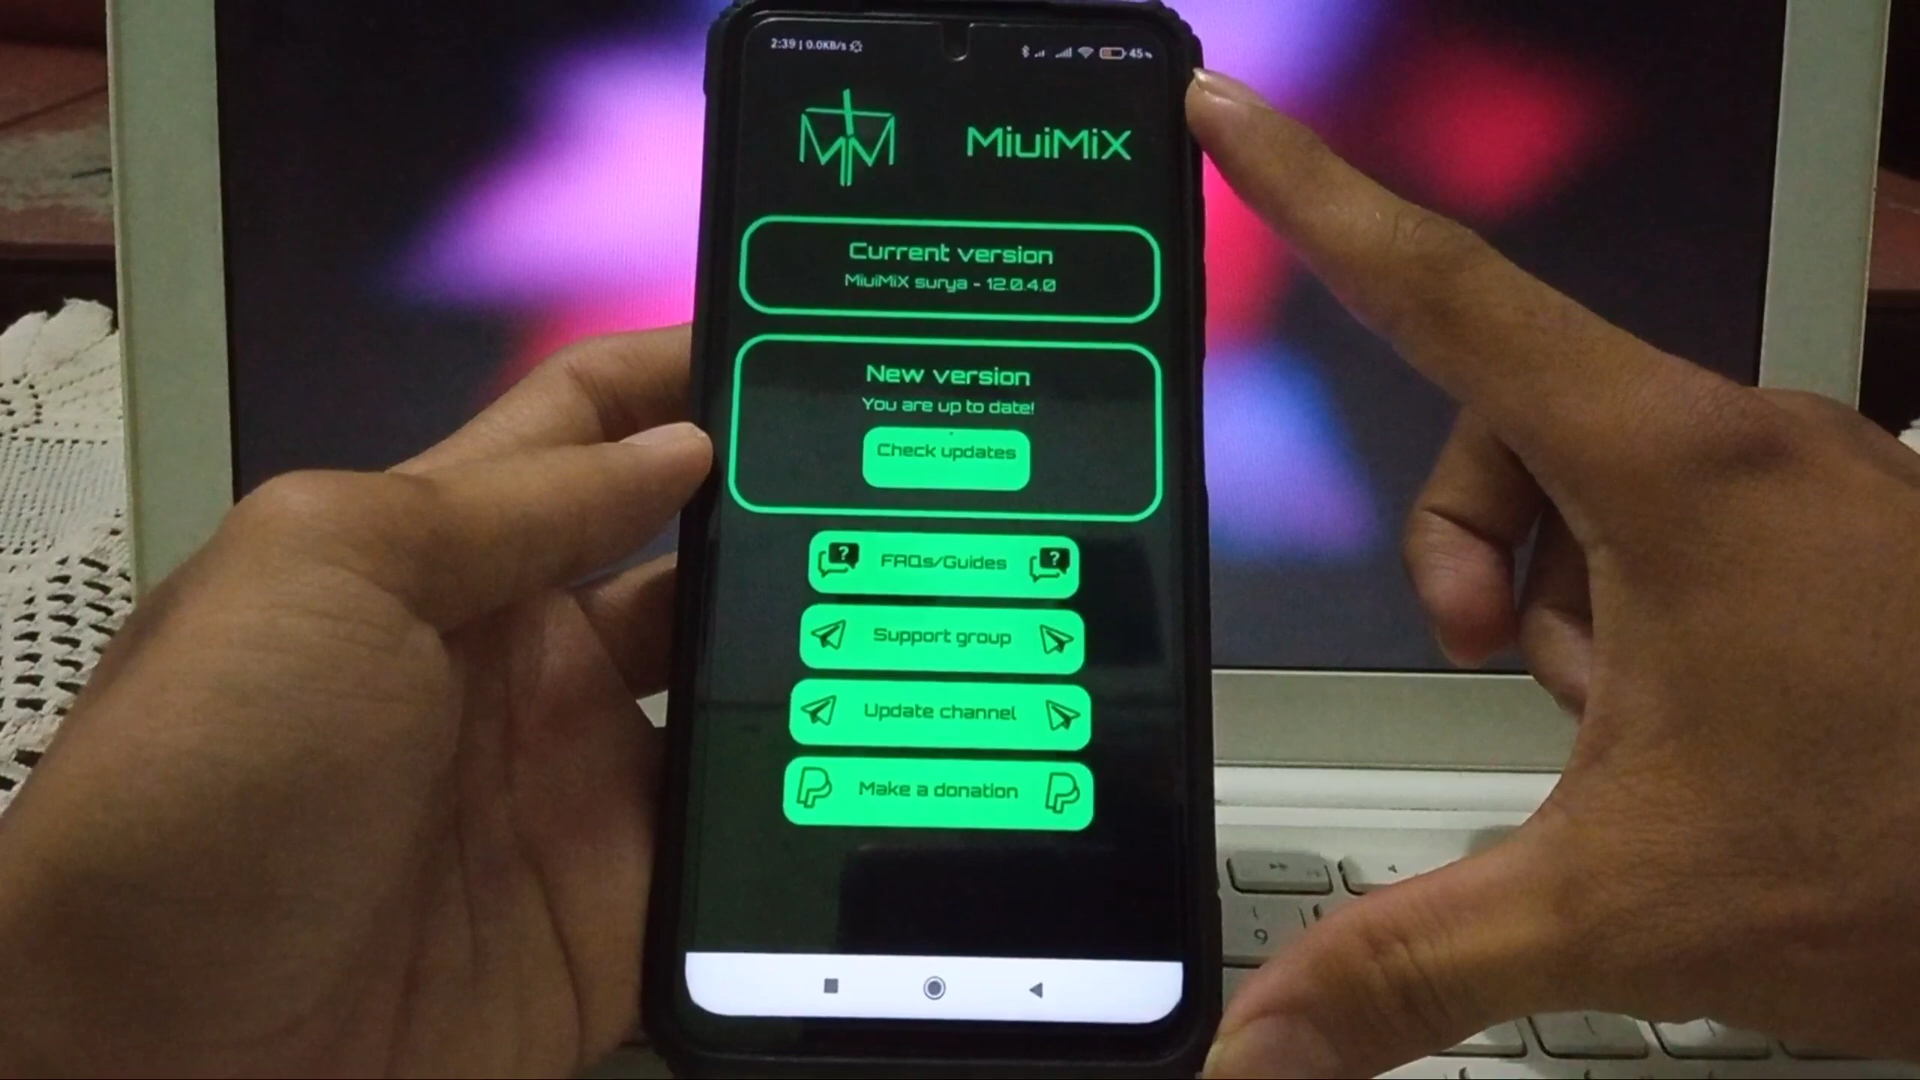 2:39 | 0.0KB/s
45%
MiuiMiX
Current version
MiuiMiX surya - 12.0.4.0
New version
You are up to date!
Check updates
? FAQs/Guides ?
Support group
Update channel
Make a donation
9